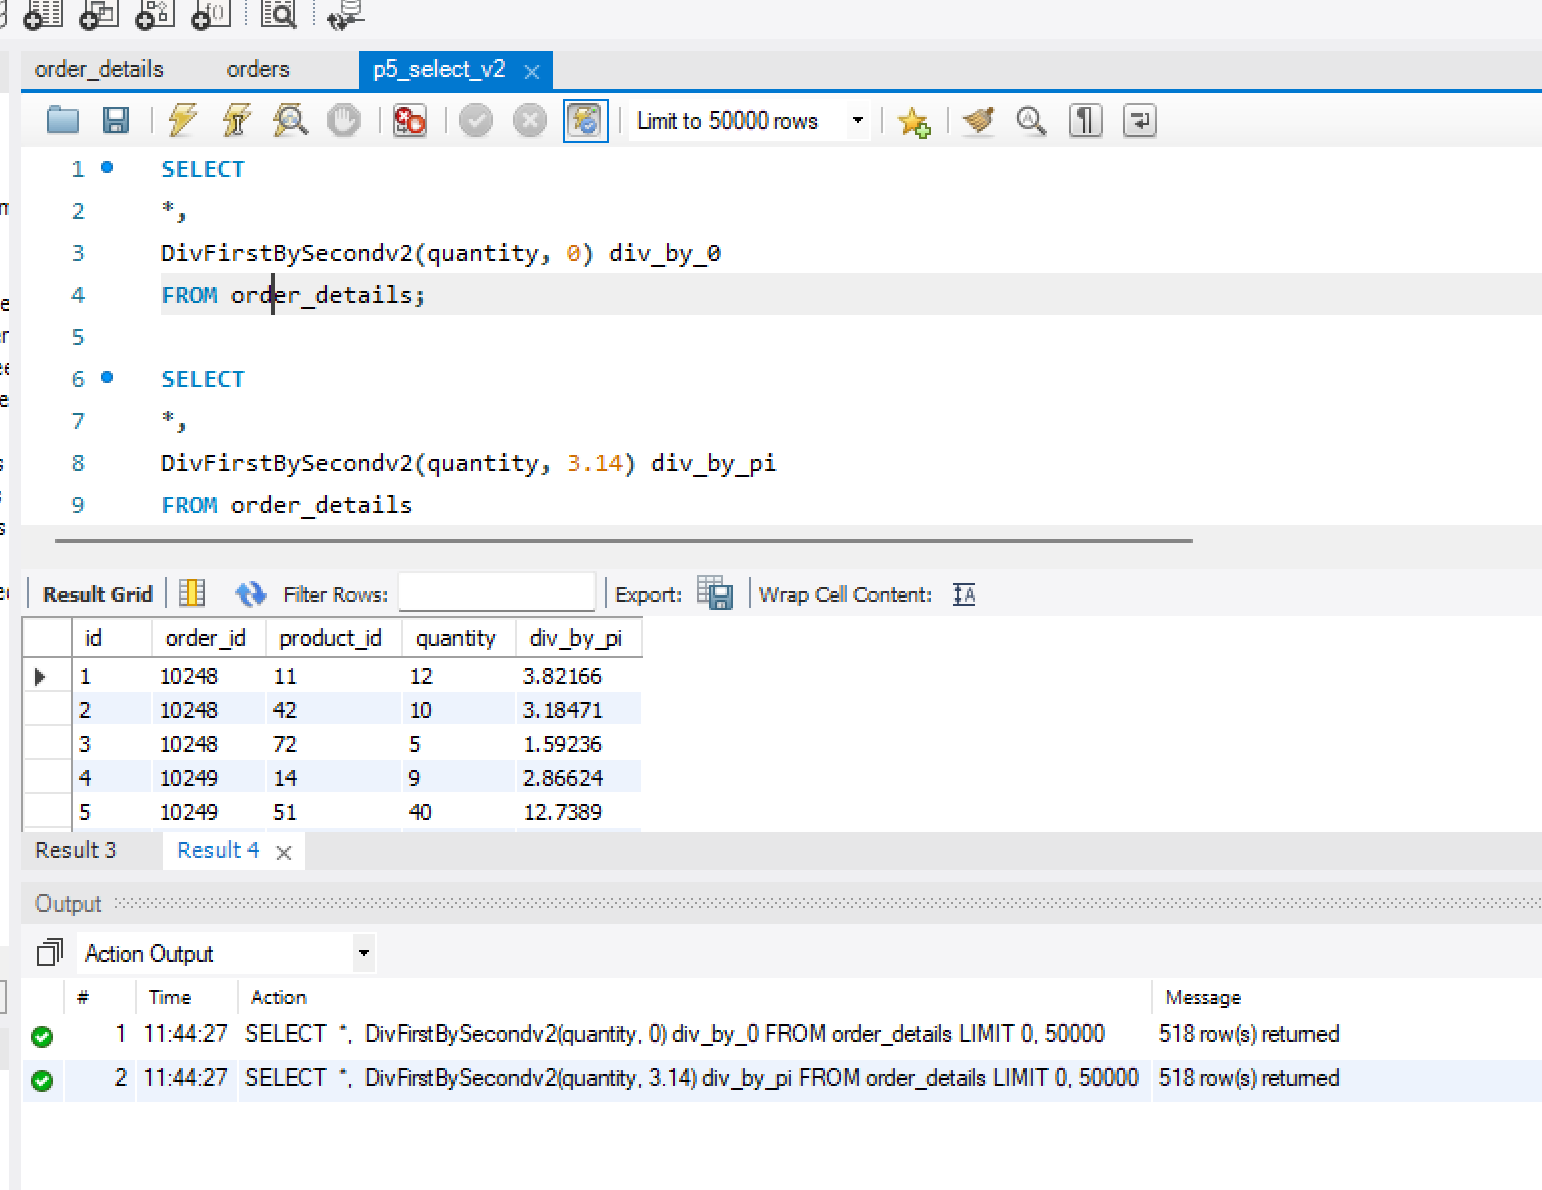 order_details orders p5_select_v2
Limit to 50000 rows
1 SELECT
2 *,
3 DivFirstBySecondv2(quantity, 0) div_by_0
4 FROM order_details;
5
6 SELECT
7 *,
8 DivFirstBySecondv2(quantity, 3.14) div_by_pi
9 FROM order_details
Result Grid Filter Rows: Export: Wrap Cell Content:
id order_id product_id quantity div_by_pi
1 10248 11 12 3.82166
2 10248 42 10 3.18471
3 10248 72 5 1.59236
4 10249 14 9 2.86624
5 10249 51 40 12.7389
Result 3 Result 4
Output
Action Output
# Time Action Message
1 11:44:27 SELECT *, DivFirstBySecondv2(quantity, 0) div_by_0 FROM order_details LIMIT 0, 50000 518 row(s) returned
2 11:44:27 SELECT *, DivFirstBySecondv2(quantity, 3.14) div_by_pi FROM order_details LIMIT 0, 50000 518 row(s) returned